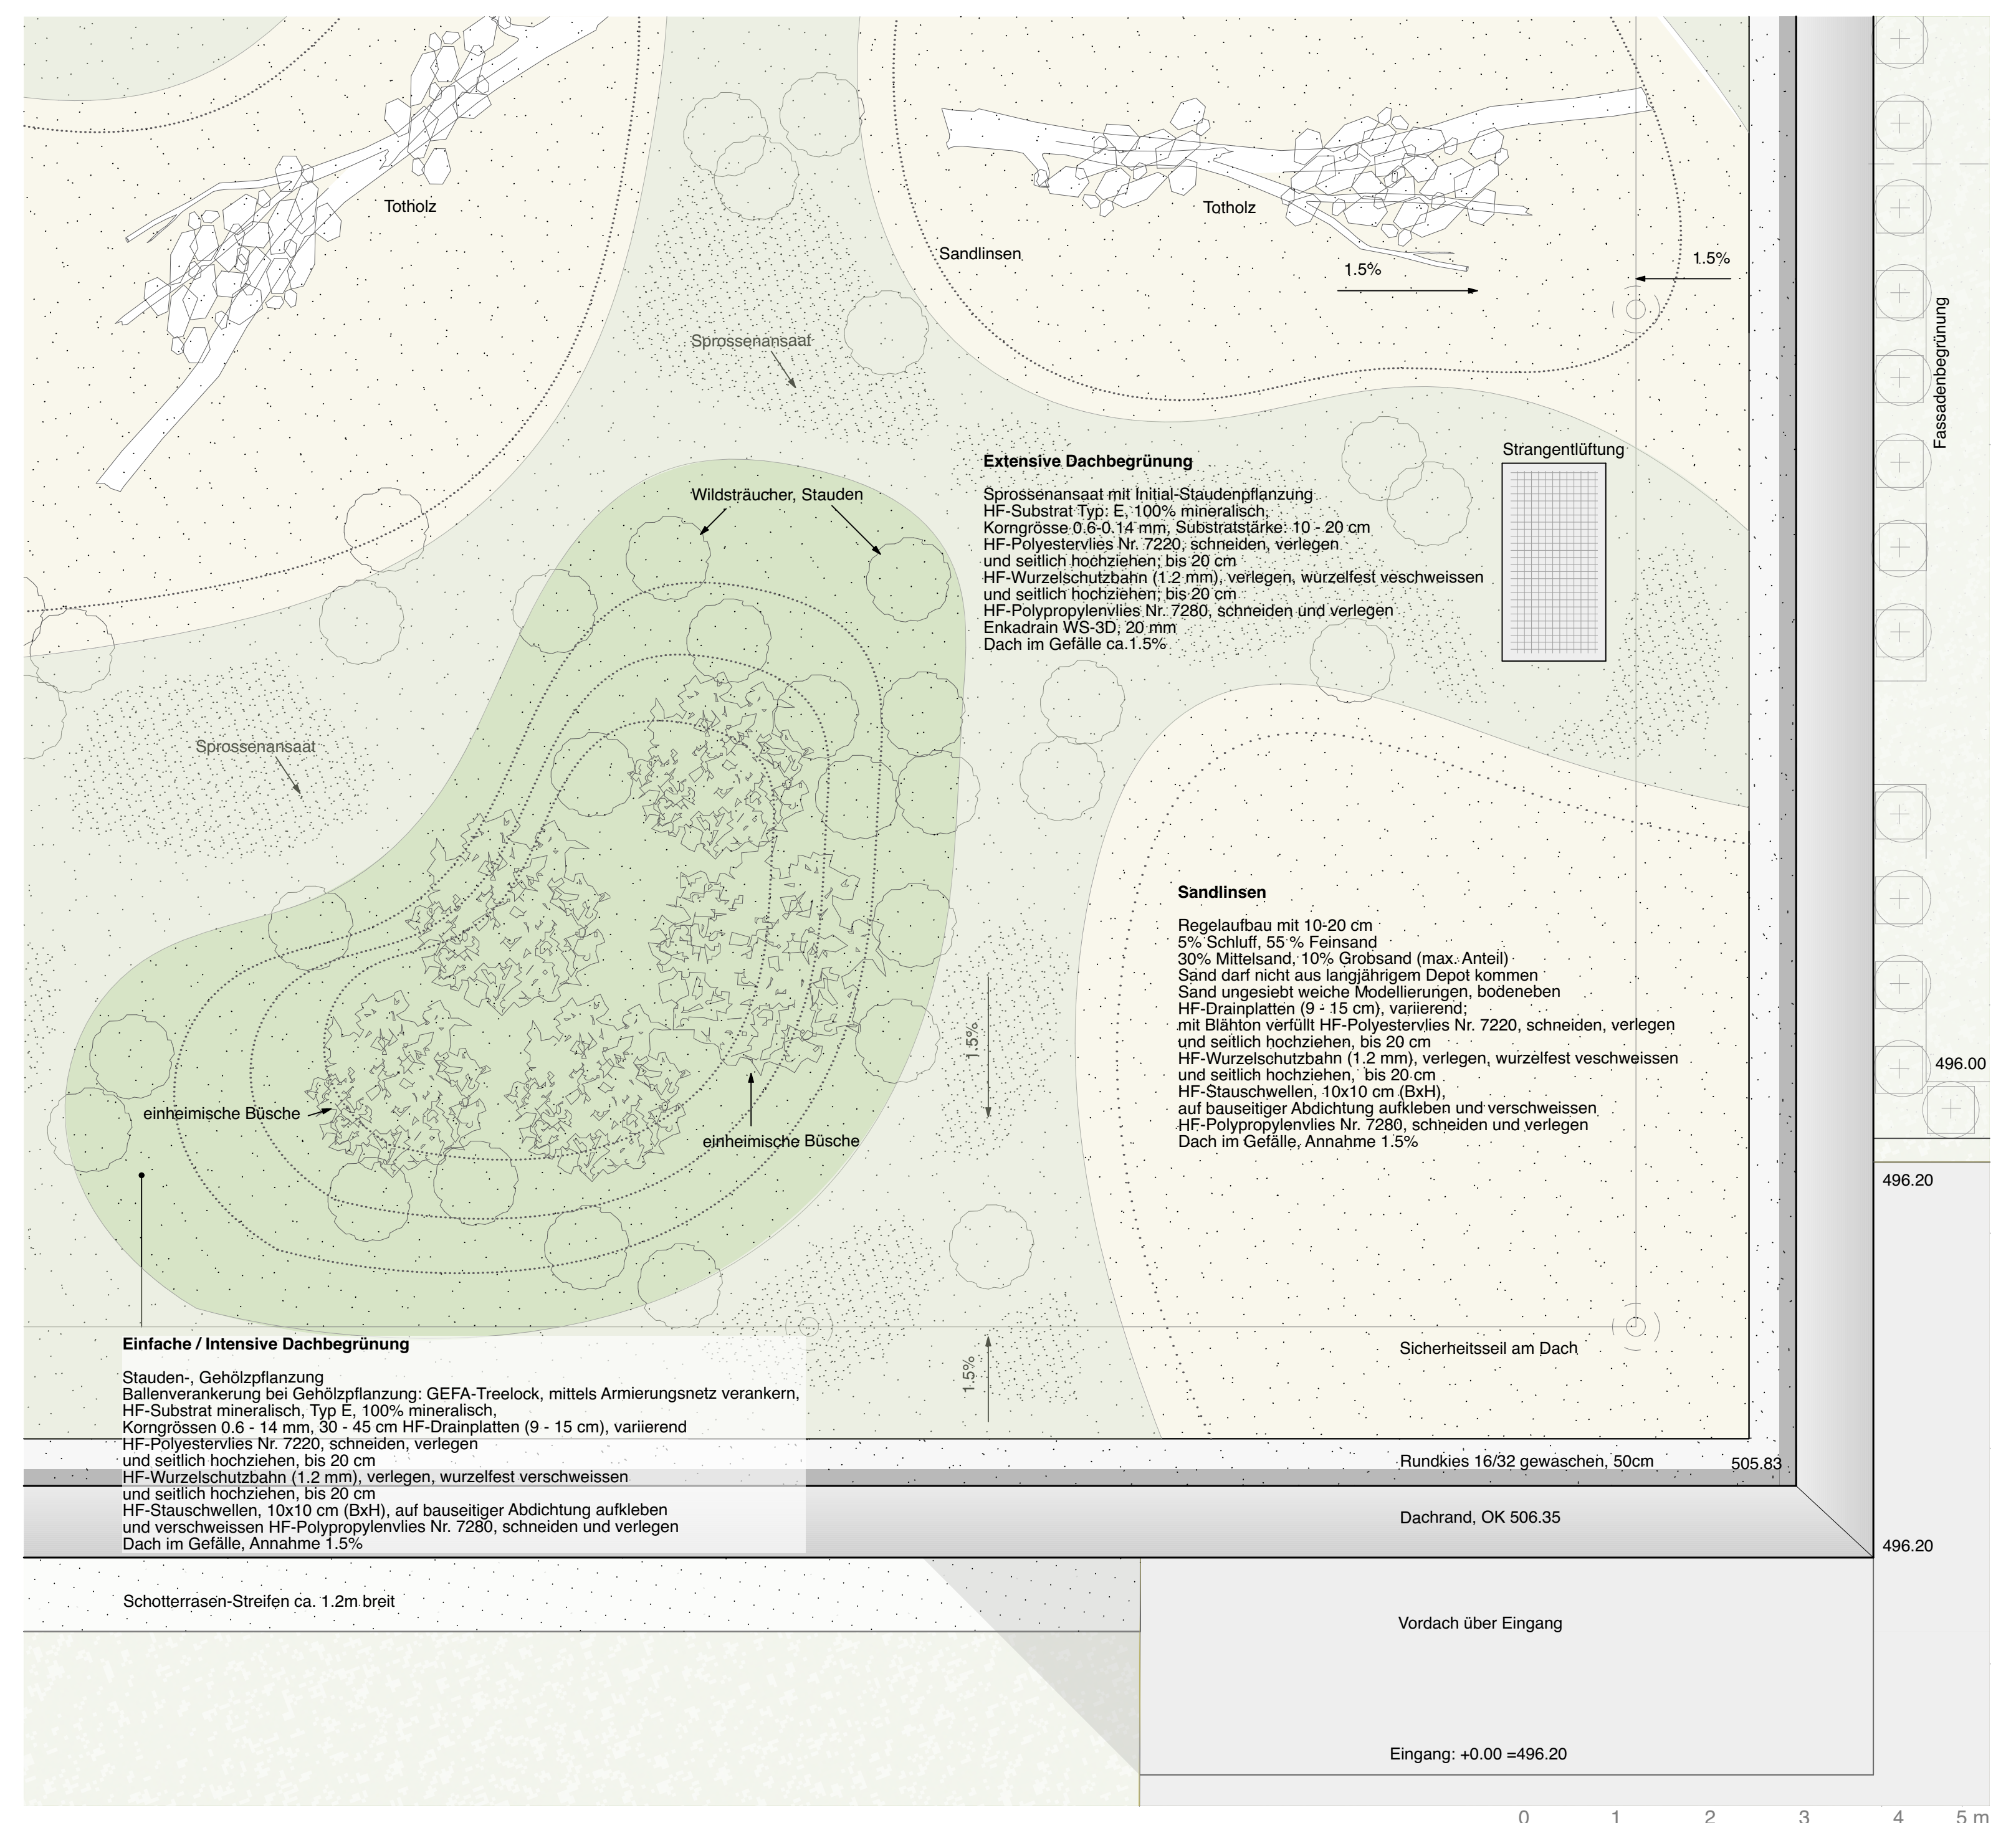 Totholz
Totholz
Sandlinsen
1.5%
1.5%
Fassadenbegrünung
Sprossenansaat
Strangentlüftung
Extensive Dachbegrünung
Sprossenansaat mit Initial-Staudenpflanzung
HF-Substrat Typ: E, 100% mineralisch,
Korngrösse 0.6-0.14 mm, Substratstärke: 10 - 20 cm
HF-Polyestervlies Nr. 7220, schneiden, verlegen
und seitlich hochziehen; bis 20 cm
HF-Wurzelschutzbahn (1.2 mm), verlegen, wurzelfest veschweissen
und seitlich hochziehen; bis 20 cm
HF-Polypropylenvlies Nr. 7280, schneiden und verlegen
Enkadrain WS-3D, 20 mm
Dach im Gefälle ca.1.5%
Wildsträucher, Stauden
Sprossenansaat
Sandlinsen
Regelaufbau mit 10-20 cm
5% Schluff, 55 % Feinsand
30% Mittelsand, 10% Grobsand (max. Anteil)
Sand darf nicht aus langjährigem Depot kommen
Sand ungesiebt weiche Modellierungen, bodeneben
HF-Drainplatten (9 - 15 cm), variierend;
mit Blähton verfüllt HF-Polyestervlies Nr. 7220, schneiden, verlegen
und seitlich hochziehen, bis 20 cm
HF-Wurzelschutzbahn (1.2 mm), verlegen, wurzelfest veschweissen
und seitlich hochziehen, bis 20 cm
HF-Stauschwellen, 10x10 cm (BxH),
auf bauseitiger Abdichtung aufkleben und verschweissen
HF-Polypropylenvlies Nr. 7280, schneiden und verlegen
Dach im Gefälle, Annahme 1.5%
1.5%
496.00
einheimische Büsche
einheimische Büsche
496.20
Einfache / Intensive Dachbegrünung
Stauden-, Gehölzpflanzung
Ballenverankerung bei Gehölzpflanzung: GEFA-Treelock, mittels Armierungsnetz verankern,
HF-Substrat mineralisch, Typ E, 100% mineralisch,
Korngrössen 0.6 - 14 mm, 30 - 45 cm HF-Drainplatten (9 - 15 cm), variierend
HF-Polyestervlies Nr. 7220, schneiden, verlegen
und seitlich hochziehen, bis 20 cm
HF-Wurzelschutzbahn (1.2 mm), verlegen, wurzelfest verschweissen
und seitlich hochziehen, bis 20 cm
HF-Stauschwellen, 10x10 cm (BxH), auf bauseitiger Abdichtung aufkleben
und verschweissen HF-Polypropylenvlies Nr. 7280, schneiden und verlegen
Dach im Gefälle, Annahme 1.5%
1.5%
Sicherheitsseil am Dach
Rundkies 16/32 gewaschen, 50cm
505.83
Dachrand, OK 506.35
496.20
Schotterrasen-Streifen ca. 1.2m breit
Vordach über Eingang
Eingang: +0.00 =496.20
0 1 2 3 4 5 m